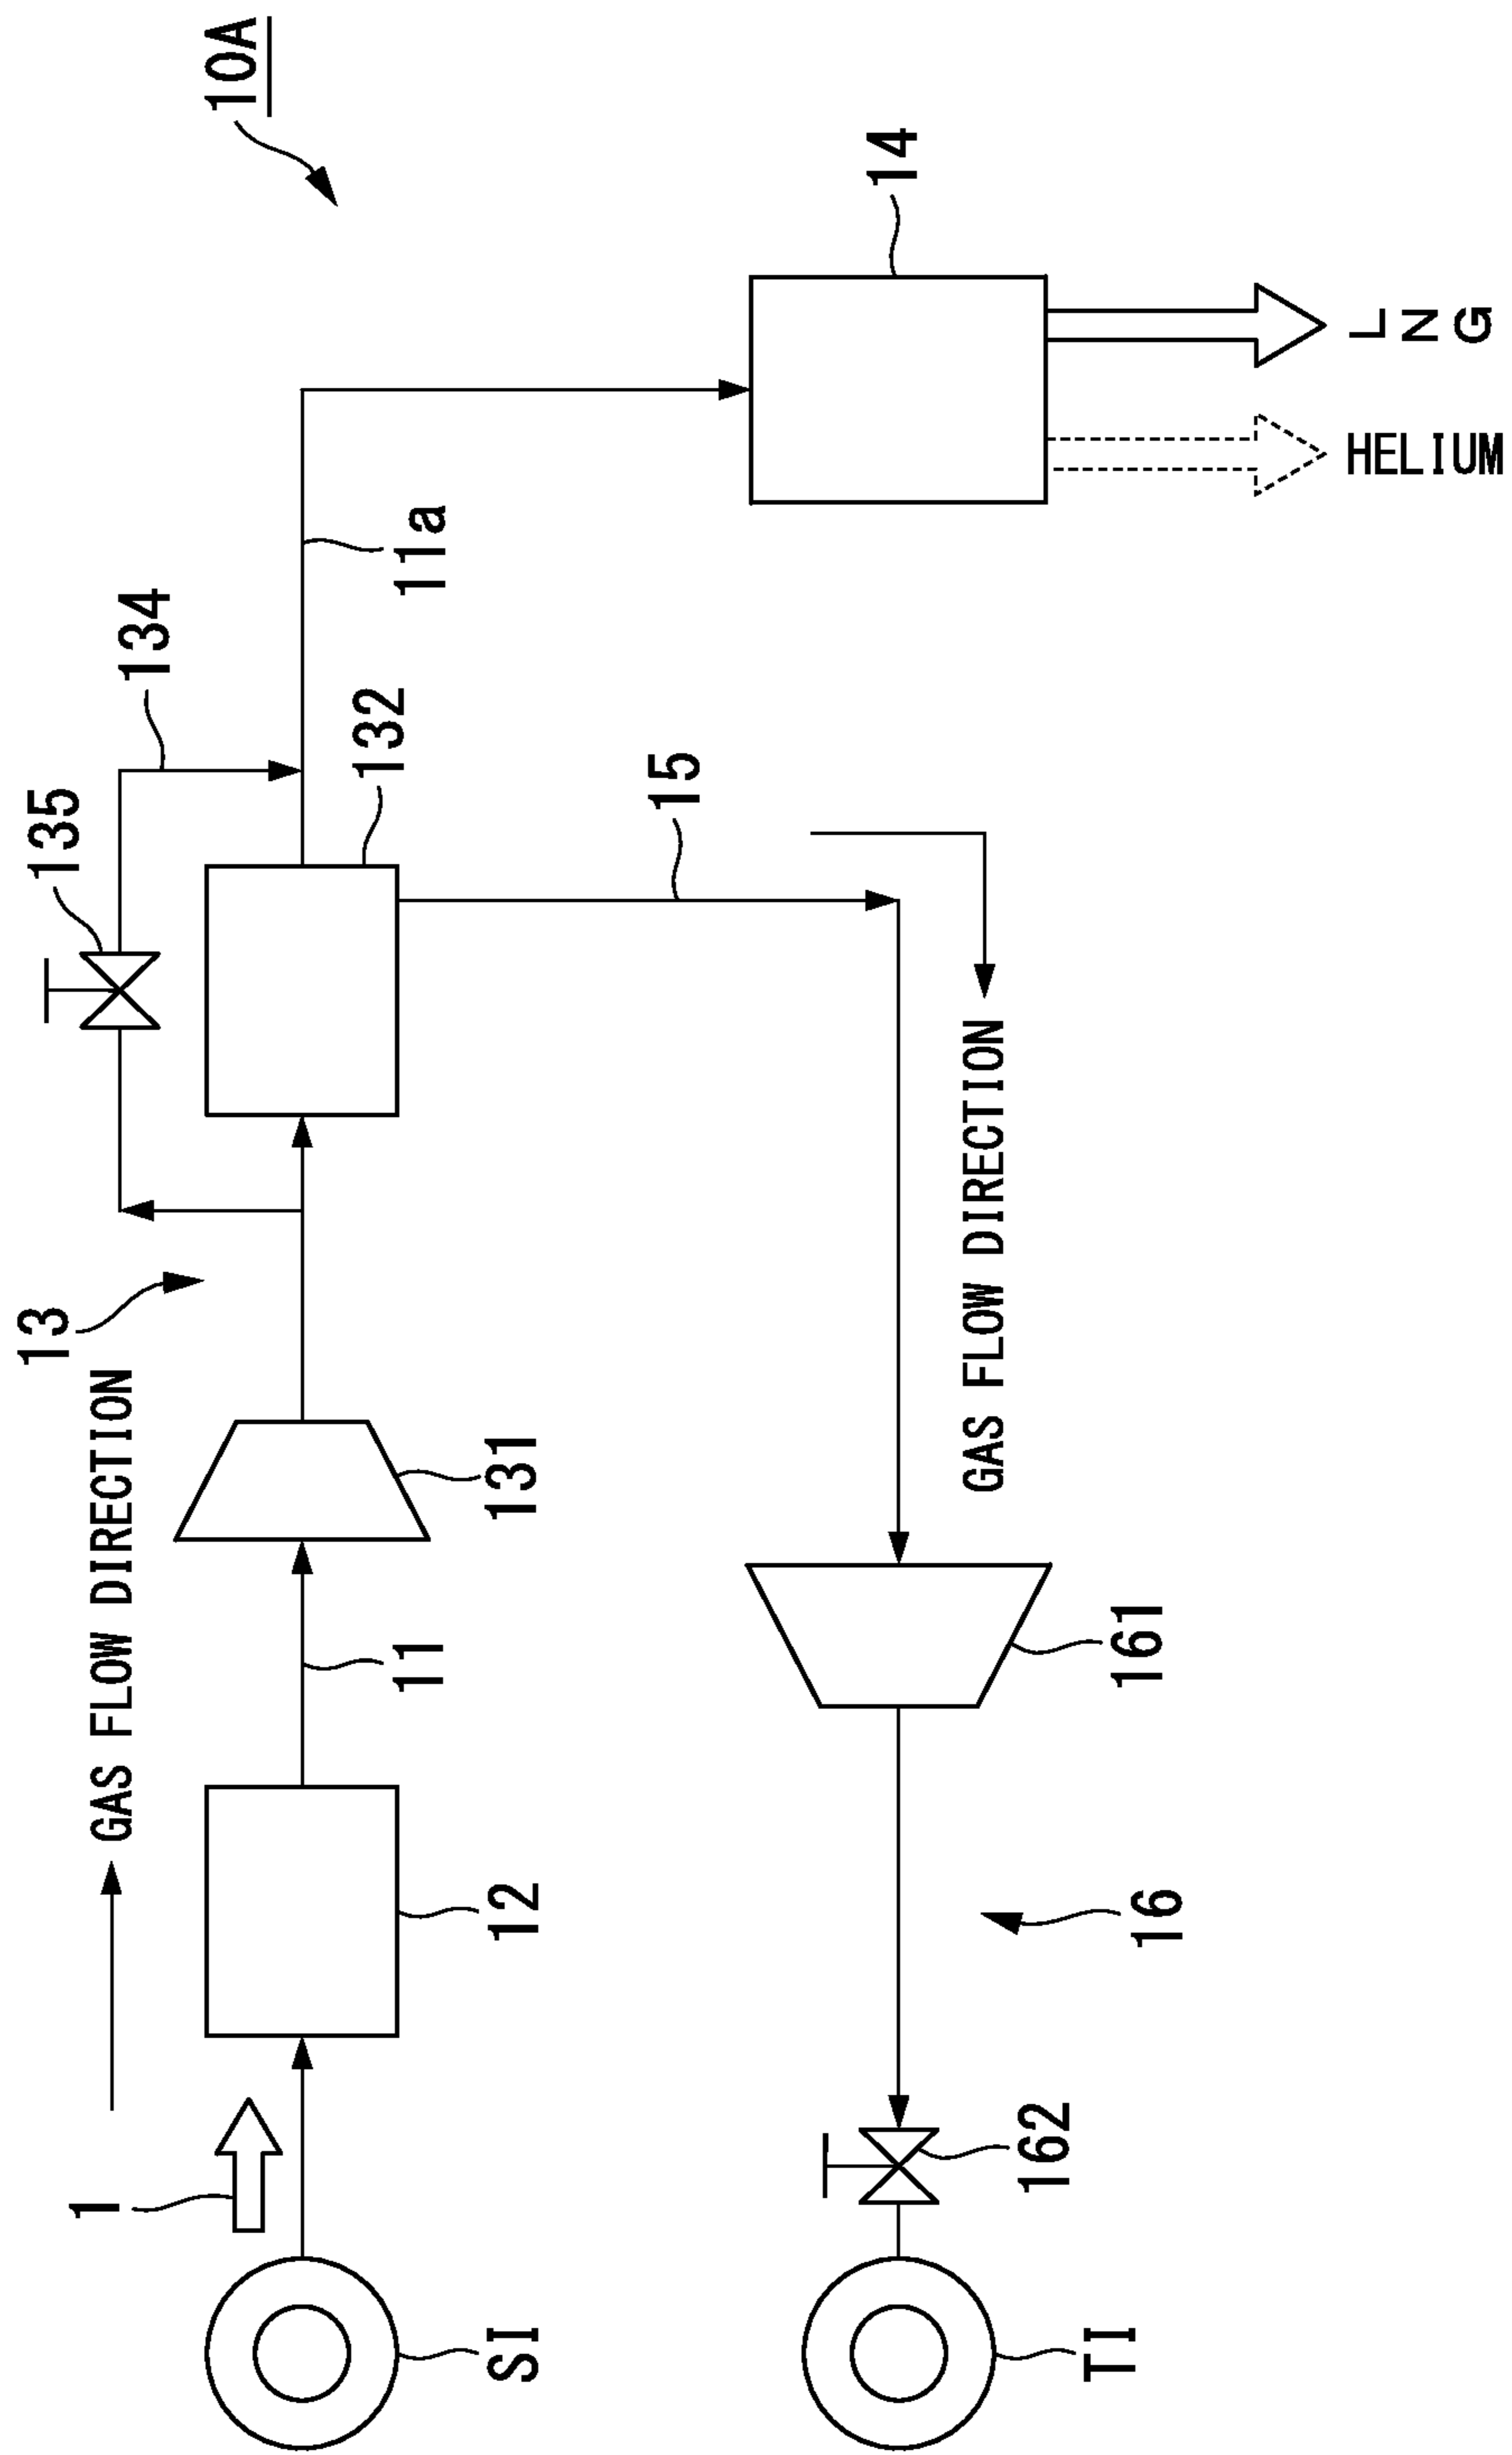 10A
135
134
13
GAS FLOW DIRECTION
132
11a
14
1
12
11
131
15
SI
GAS FLOW DIRECTION
HELIUM
LNG
16
161
162
TI